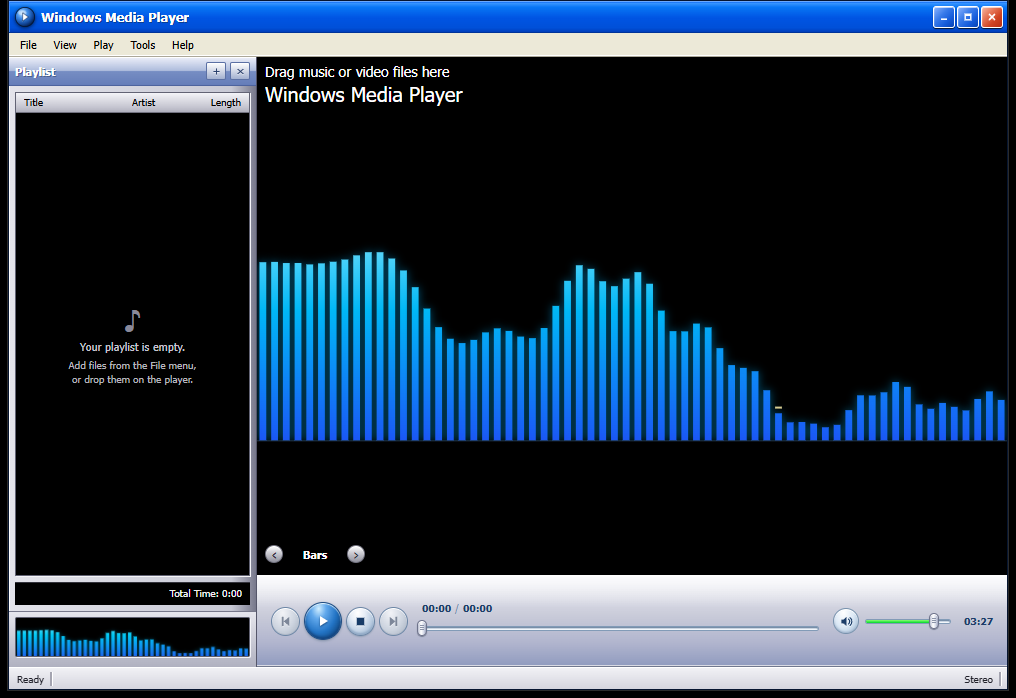 Windows Media Player
File View Play Tools Help
Playlist
Title Artist Length
Your playlist is empty.
Add files from the File menu,
or drop them on the player.
Total Time: 0:00
Drag music or video files here
Windows Media Player
Bars
00:00 / 00:00
03:27
Ready
Stereo